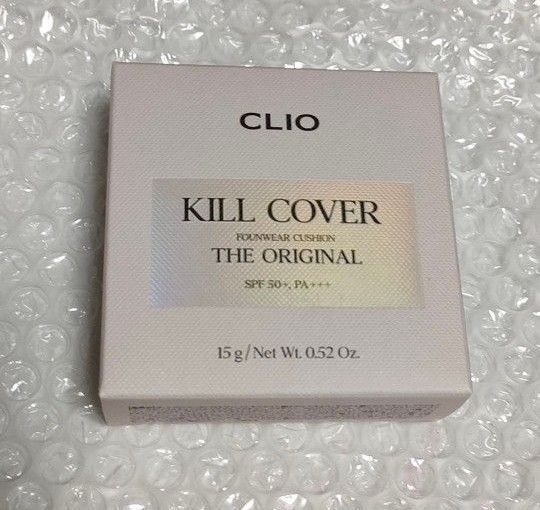 CLIO
KILL COVER
FOUNWEAR CUSHION
THE ORIGINAL
SPF 50+, PA+++
15 g/Net Wt. 0.52 Oz.